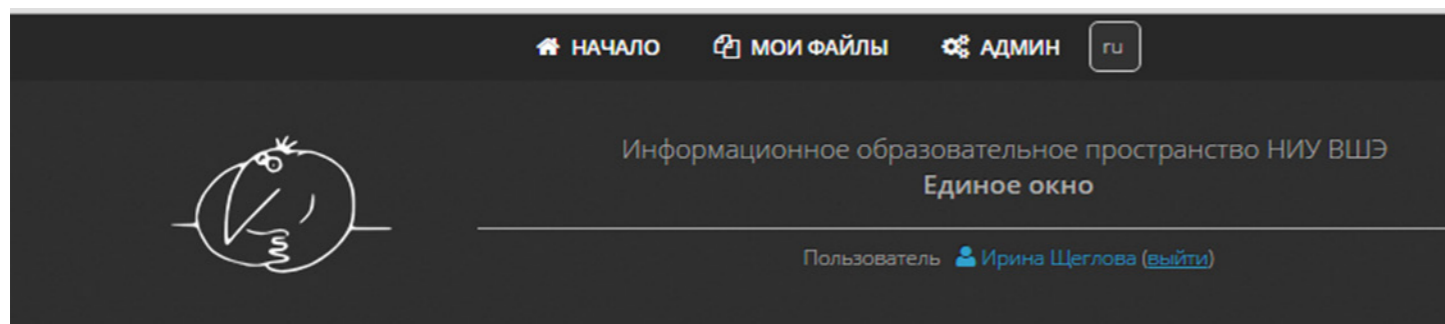 НАЧАЛО МОИ ФАЙЛЫ АДМИН ru
Информационное образовательное пространство НИУ ВШЭ
Единое окно
Пользователь Ирина Щеглова (выйти)